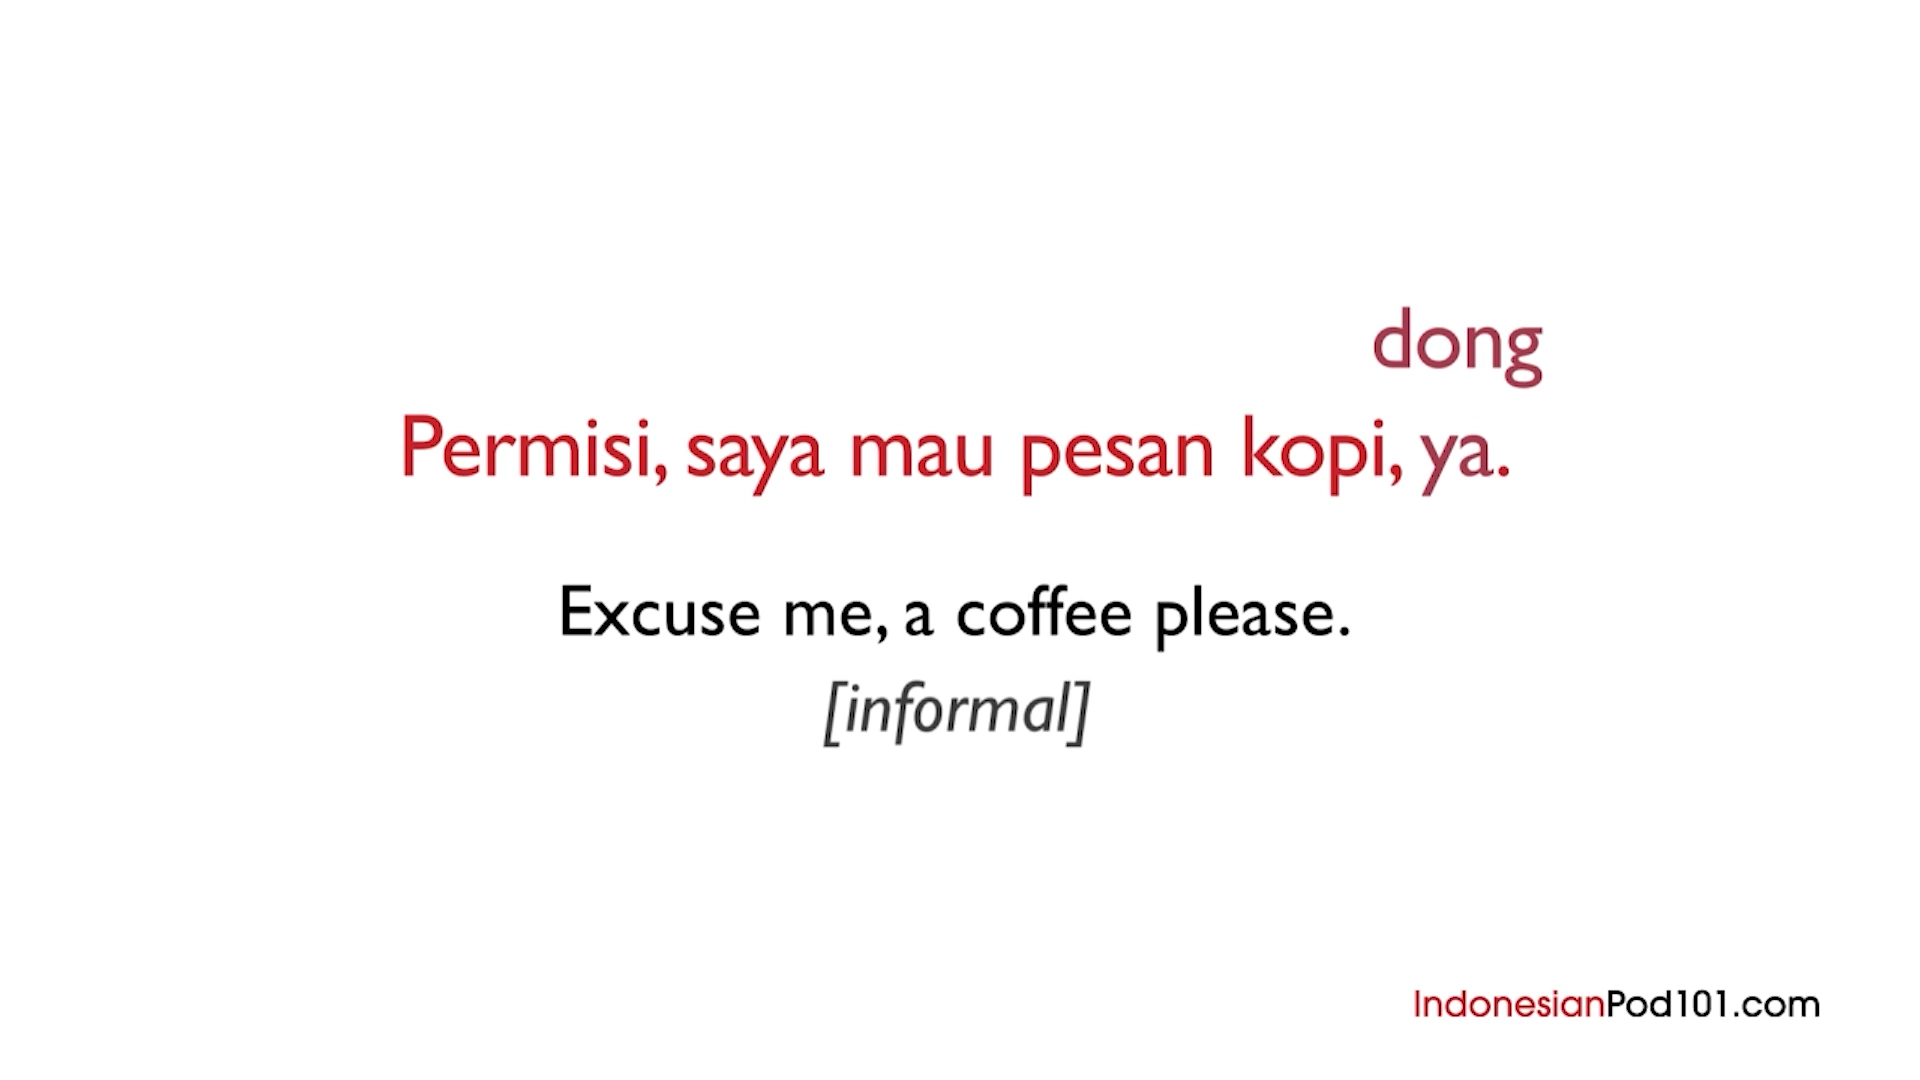 dong
Permisi, saya mau pesan kopi, ya.
Excuse me, a coffee please.
[informal]
IndonesianPod101.com